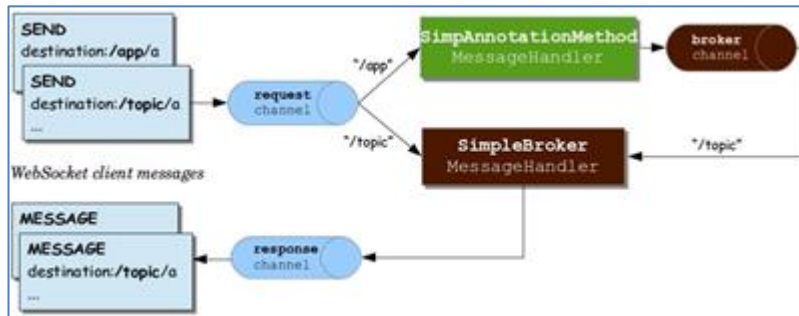 SEND
destination:/app/a
SEND
destination:/topic/a
...
WebSocket client messages
request
channel
"/app"
"/topic"
SimpAnnotationMethod
MessageHandler
broker
channel
SimpleBroker
MessageHandler
"/topic"
MESSAGE
MESSAGE
destination:/topic/a
...
response
channel